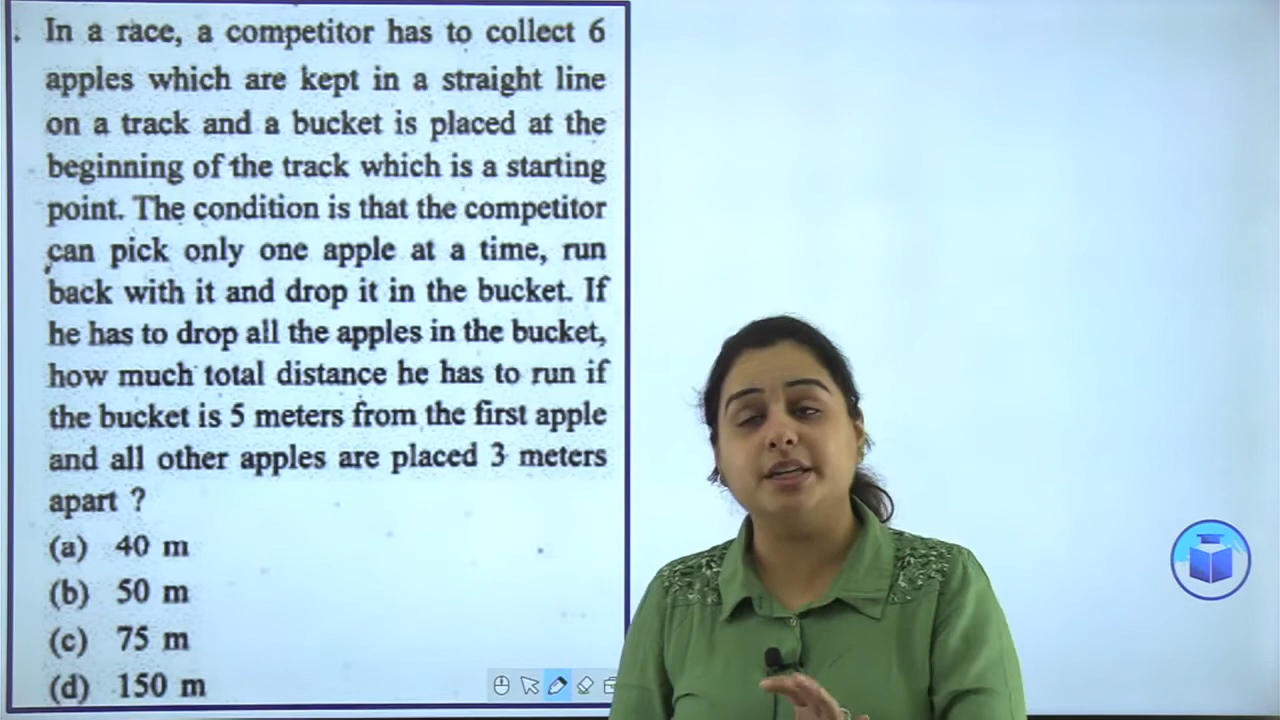 . In a race, a competitor has to collect 6
apples which are kept in a straight line
on a track and a bucket is placed at the
beginning of the track which is a starting
point. The condition is that the competitor
can pick only one apple at a time, run
back with it and drop it in the bucket. If
he has to drop all the apples in the bucket,
how much total distance he has to run if
the bucket is 5 meters from the first apple
and all other apples are placed 3 meters
apart ?
(a) 40 m
(b) 50 m
(c) 75 m
(d) 150 m